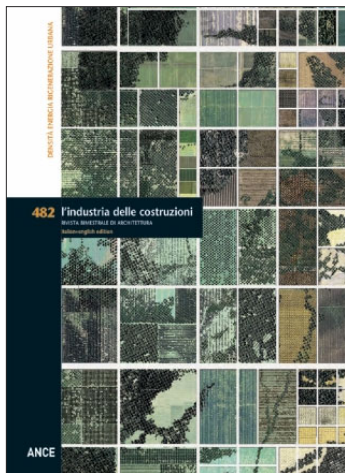 DENSITÀ ENERGIA RIGENERAZIONE URBANA
482 l'industria delle costruzioni
RIVISTA BIMESTRALE DI ARCHITETTURA
italian+english edition
ANCE